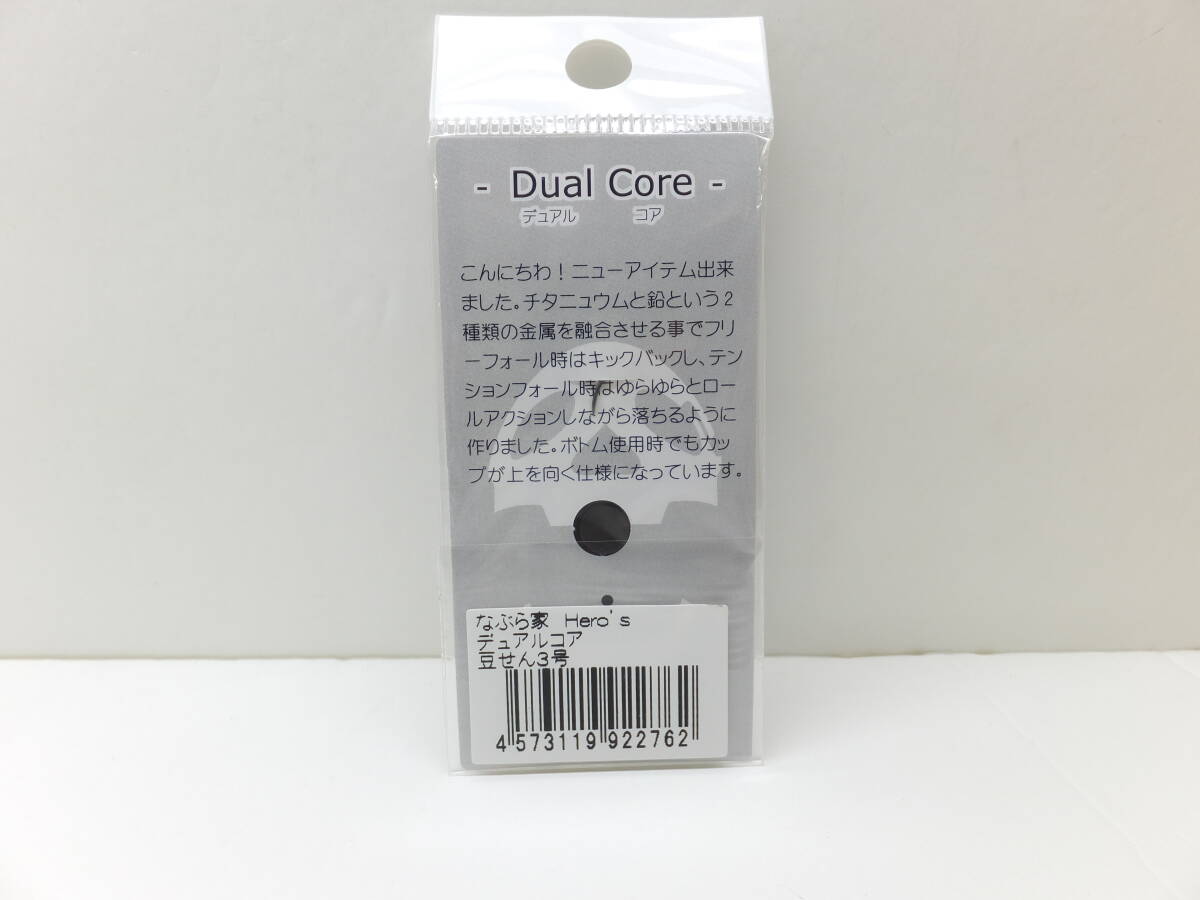 - Dual Core -
デュアル コア
こんにちわ！ニューアイテム出来
ました。チタニュウムと鉛という2
種類の金属を融合させる事でフリ
ーフォール時はキックバックし、テン
ションフォール時はゆらゆらとロー
ルアクションしながら落ちるように
作りました。ボトム使用時でもカッ
プが上を向く仕様になっています。
なぶら家 Hero's
デュアルコア
豆せん3号
4 573119 922762